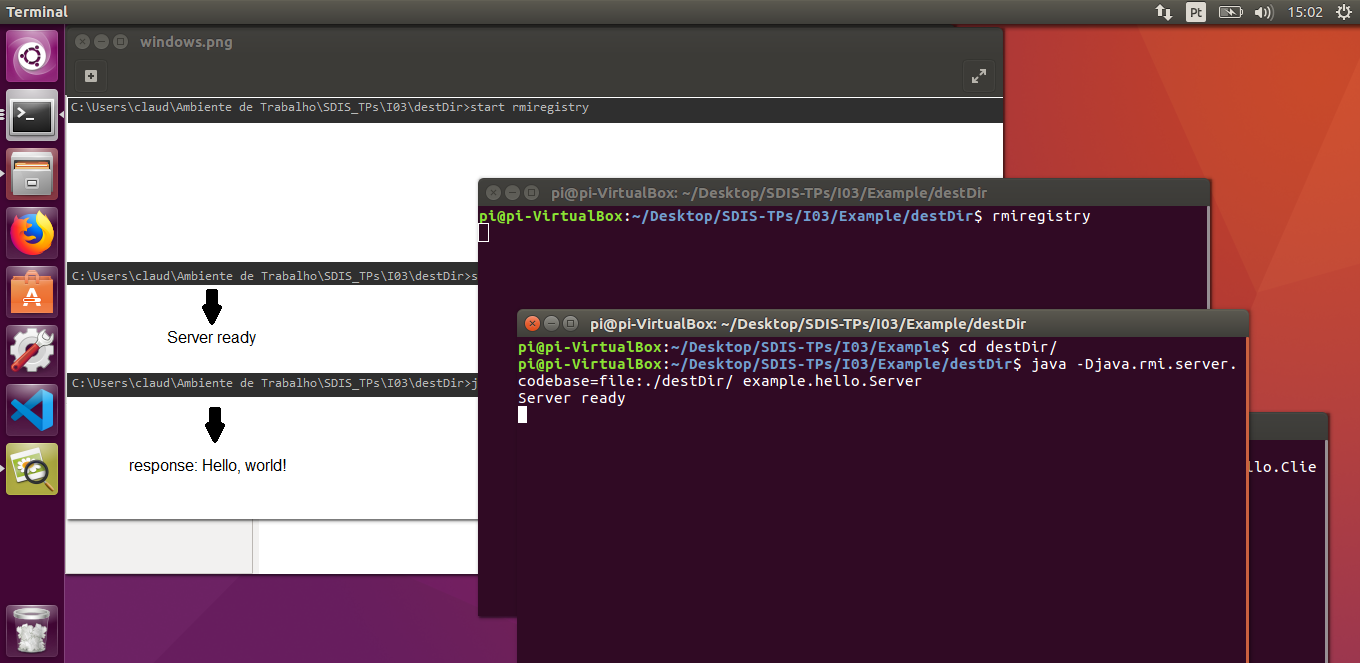 Terminal
Pt
15:02
windows.png
C:\Users\claud\Ambiente de Trabalho\SDIS_TPs\I03\destDir>start rmiregistry
pi@pi-VirtualBox: ~/Desktop/SDIS-TPs/I03/Example/destDir
pi@pi-VirtualBox:~/Desktop/SDIS-TPs/I03/Example/destDir$ rmiregistry
C:\Users\claud\Ambiente de Trabalho\SDIS_TPs\I03\destDir>s
Server ready
C:\Users\claud\Ambiente de Trabalho\SDIS_TPs\I03\destDir>j
response: Hello, world!
pi@pi-VirtualBox: ~/Desktop/SDIS-TPs/I03/Example/destDir
pi@pi-VirtualBox:~/Desktop/SDIS-TPs/I03/Example$ cd destDir/
pi@pi-VirtualBox:~/Desktop/SDIS-TPs/I03/Example/destDir$ java -Djava.rmi.server.
codebase=file:./destDir/ example.hello.Server
Server ready
llo.Clie